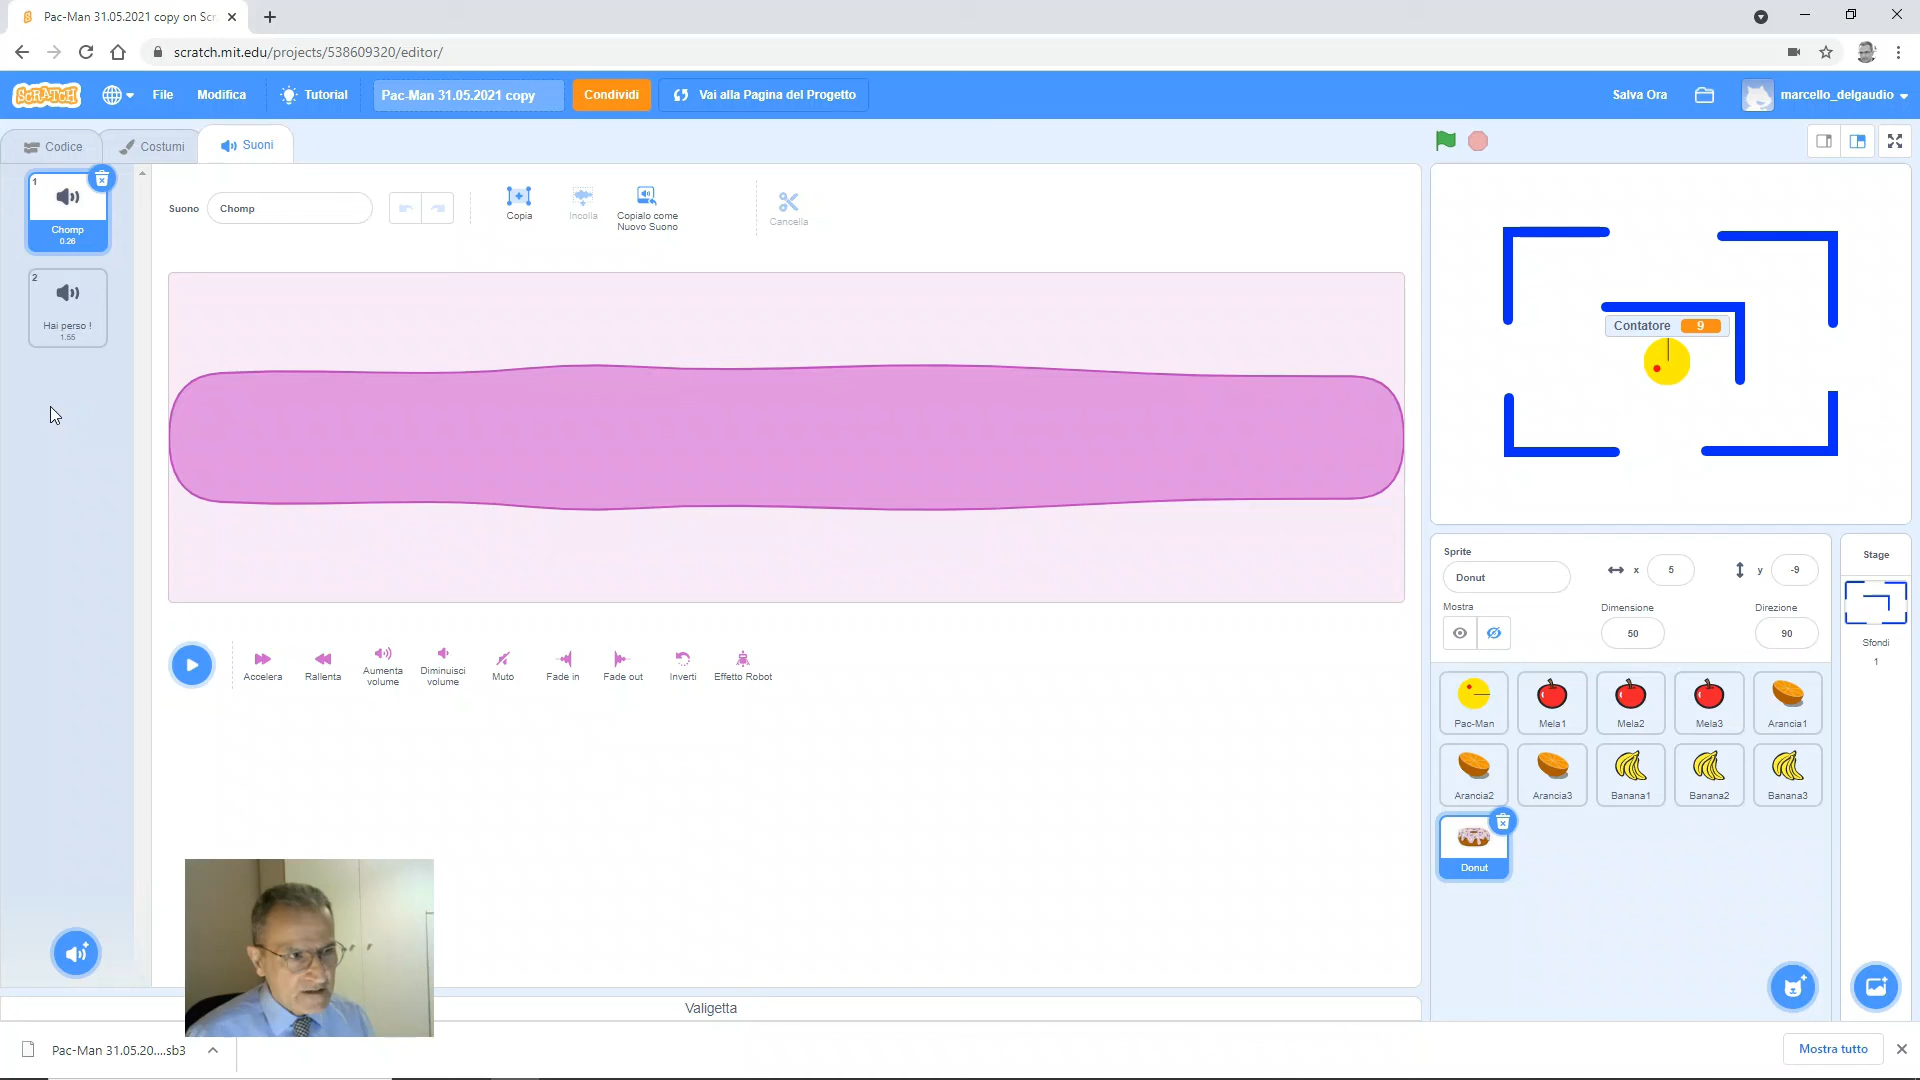 Pac-Man 31.05.2021 copy on Scr
scratch.mit.edu/projects/538609320/editor/
SCRATCH
File
Modifica
Tutorial
Pac-Man 31.05.2021 copy
Condividi
Vai alla Pagina del Progetto
Salva Ora
marcello_delgaudio
Codice
Costumi
Suoni
1
Chomp
0.26
2
Hai perso !
1.55
Suono
Chomp
Copia
Incolla
Copialo come
Nuovo Suono
Cancella
Accelera
Rallenta
Aumenta
volume
Diminuisci
volume
Muto
Fade in
Fade out
Inverti
Effetto Robot
Contatore 9
Sprite
Donut
x 5
y -9
Mostra
Dimensione
50
Direzione
90
Pac-Man
Mela1
Mela2
Mela3
Arancia1
Arancia2
Arancia3
Banana1
Banana2
Banana3
Donut
Stage
Sfondi
1
Valigetta
Pac-Man 31.05.20....sb3
Mostra tutto